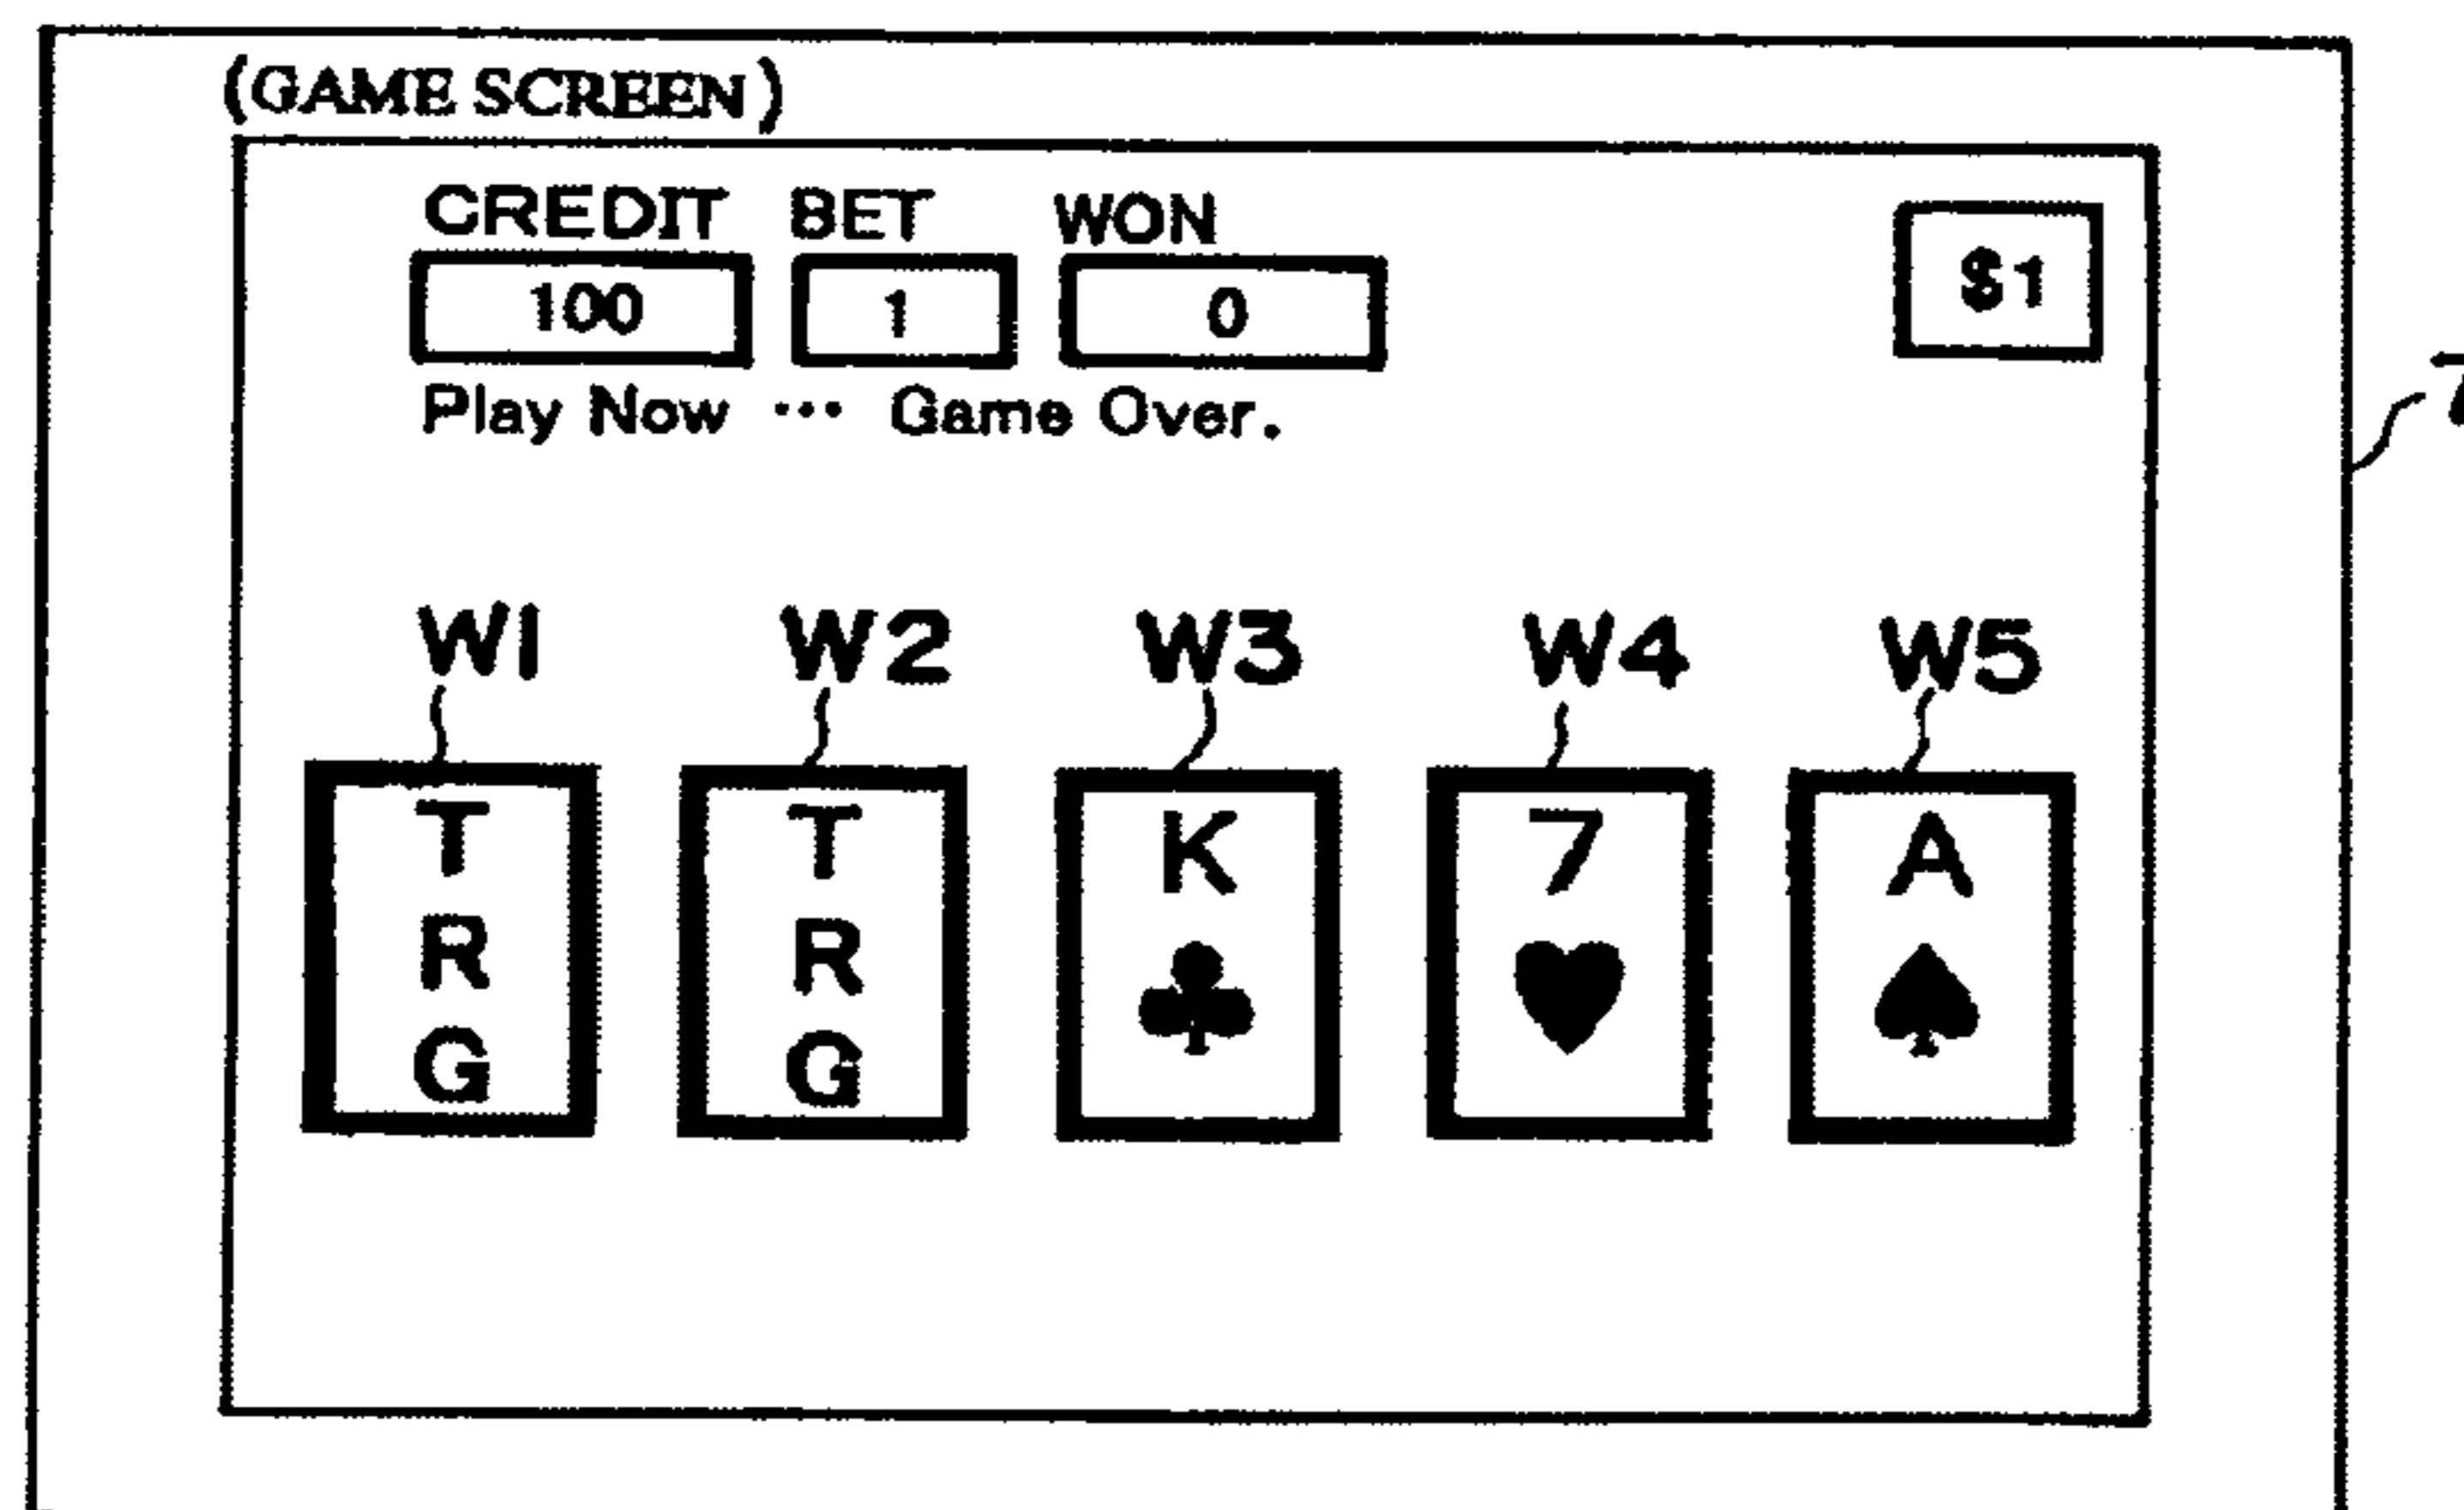 (GAME SCREEN)
CREDIT BET WON
100 1 0 $1
Play Now ··· Game Over.
W1 W2 W3 W4 W5
T T K 7 A
R R ♣ ♥ ♠
G G